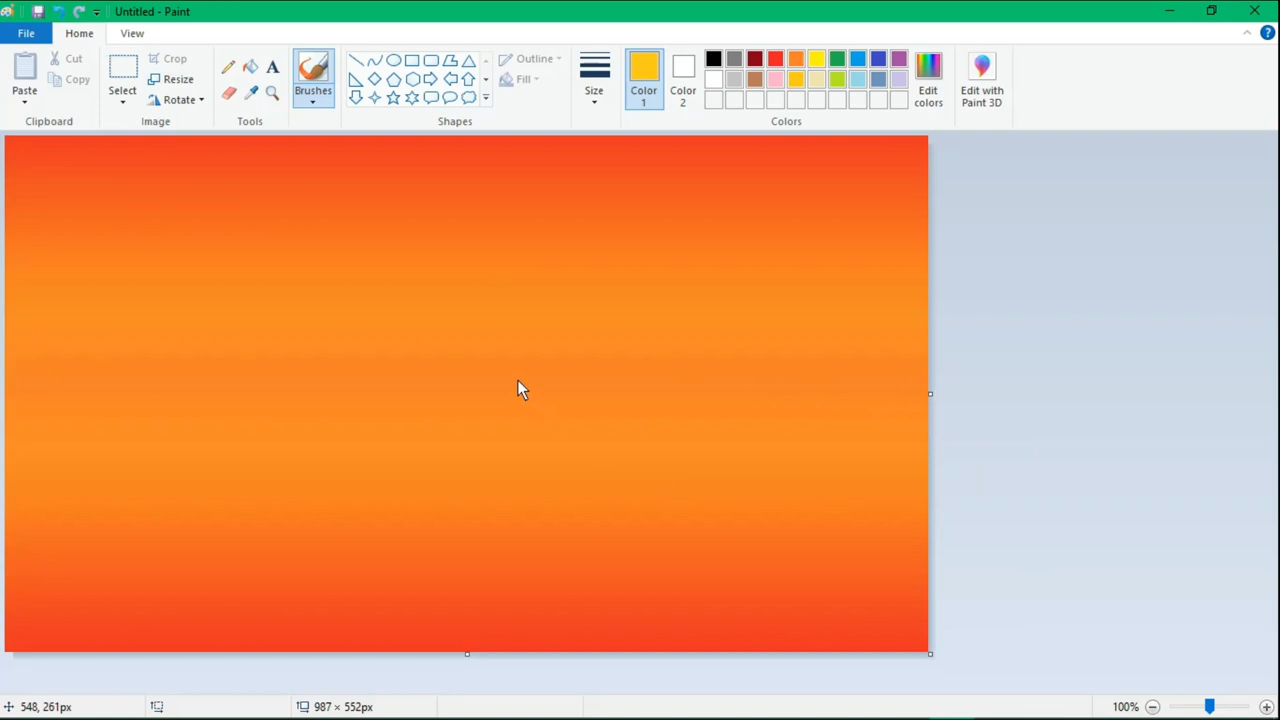 Untitled - Paint
File Home View
Paste Cut Copy Clipboard
Select Crop Resize Rotate Image
A Tools
Brushes
Outline Fill Shapes
Size
Color 1 Color 2 Edit colors Colors
Edit with Paint 3D
548, 261px 987 × 552px 100%